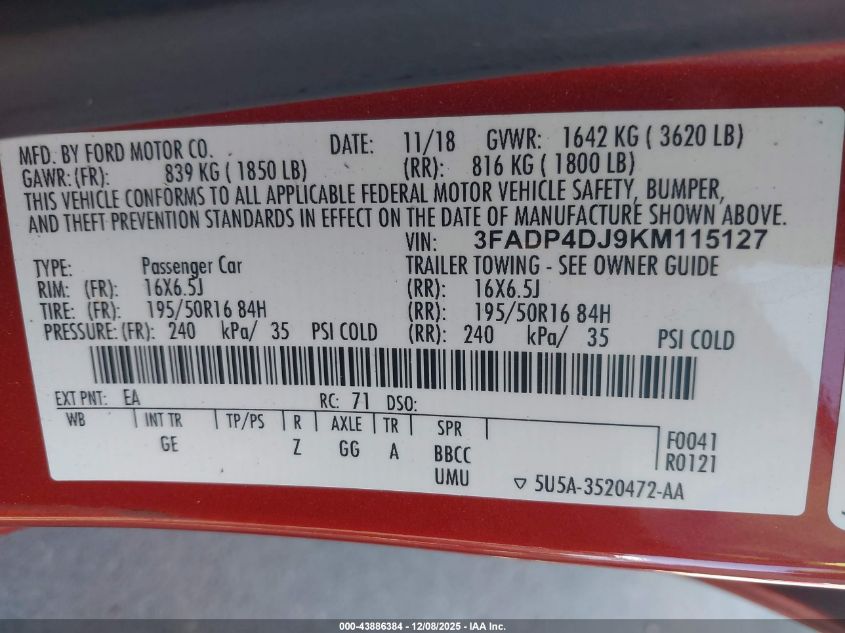 MFD. BY FORD MOTOR CO. DATE: 11/18 GVWR: 1642 KG ( 3620 LB)
GAWR: (FR): 839 KG ( 1850 LB) (RR): 816 KG ( 1800 LB)
THIS VEHICLE CONFORMS TO ALL APPLICABLE FEDERAL MOTOR VEHICLE SAFETY, BUMPER,
AND THEFT PREVENTION STANDARDS IN EFFECT ON THE DATE OF MANUFACTURE SHOWN ABOVE.
VIN: 3FADP4DJ9KM115127
TYPE: Passenger Car TRAILER TOWING - SEE OWNER GUIDE
RIM: (FR): 16X6.5J (RR): 16X6.5J
TIRE: (FR): 195/50R16 84H (RR): 195/50R16 84H
PRESSURE: (FR): 240 kPa/ 35 PSI COLD (RR): 240 kPa/ 35 PSI COLD
EXT PNT: EA RC: 71 DSO:
WB INT TR TP/PS R AXLE TR SPR F0041
GE Z GG A BBCC R0121
UMU 5U5A-3520472-AA
000-43886384 | 12/08/2025 - IAA Inc.